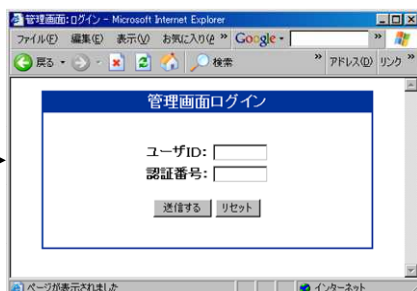 管理画面:ログイン - Microsoft Internet Explorer
ファイル(F) 編集(E) 表示(V) お気に入り(A » Google - »
戻る 検索 » アドレス(D) リンク »
管理画面ログイン
ユーザID:
認証番号:
送信する リセット
ページが表示されました インターネット